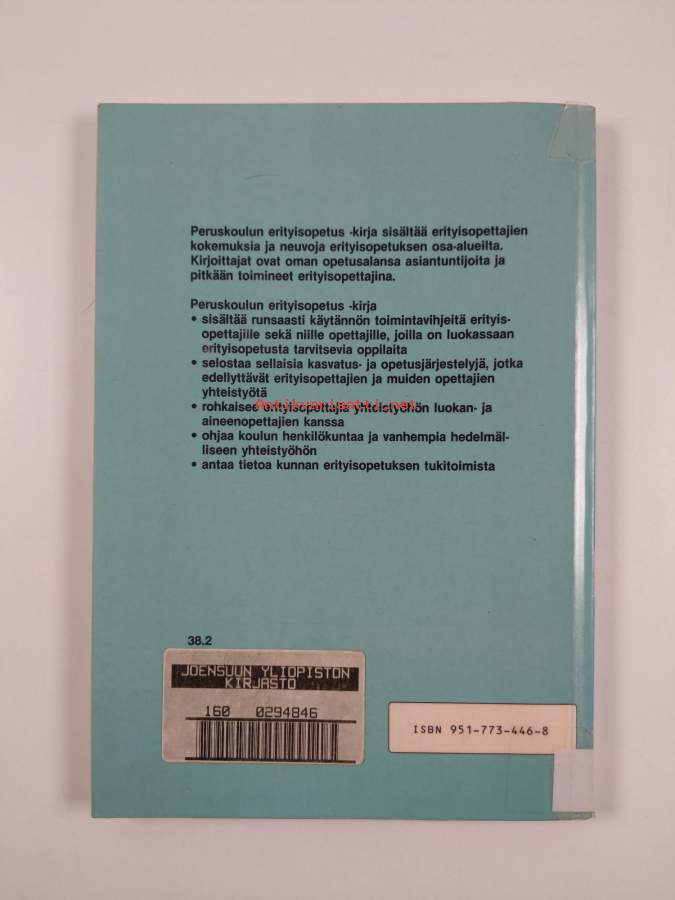 Peruskoulun erityisopetus -kirja sisältää erityisopettajien
kokemuksia ja neuvoja erityisopetuksen osa-alueilta.
Kirjoittajat ovat oman opetusalansa asiantuntijoita ja
pitkään toimineet erityisopettajina.
Peruskoulun erityisopetus -kirja
• sisältää runsaasti käytännön toimintavihjeitä erityis-
opettajille sekä niille opettajille, joilla on luokassaan
erityisopetusta tarvitsevia oppilaita
• selostaa sellaisia kasvatus- ja opetusjärjestelyjä, jotka
edellyttävät erityisopettajien ja muiden opettajien
yhteistyötä
Antikvariaatti.net
• rohkaisee erityisopettajia yhteistyöhön luokan- ja
aineenopettajien kanssa
• ohjaa koulun henkilökuntaa ja vanhempia hedelmäl-
liseen yhteistyöhön
• antaa tietoa kunnan erityisopetuksen tukitoimista
38.2
JOENSUUN YLIOPISTON
KIRJASTO
160 0294846
ISBN 951-773-446-8